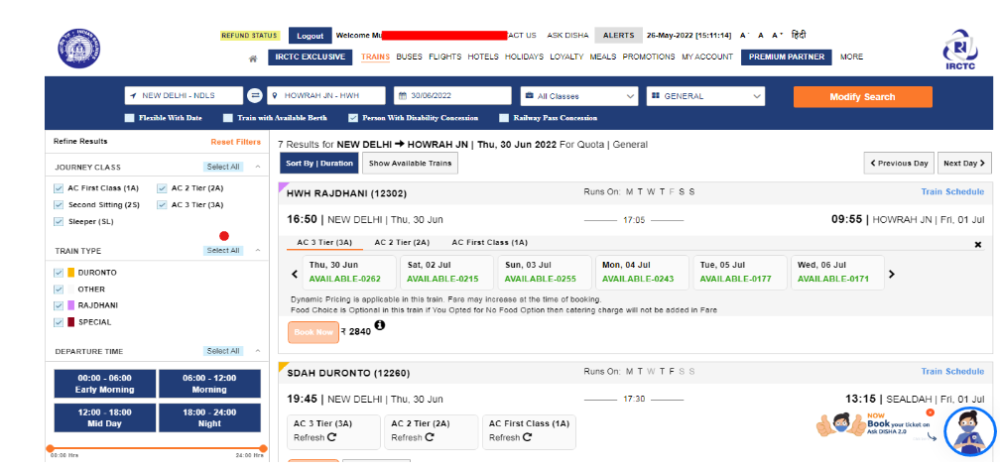 REFUND STATUS Logout Welcome Mu ACT US ASK DISHA ALERTS 26-May-2022 [15:11:14] A- A A+ हिंदी
IRCTC EXCLUSIVE TRAINS BUSES FLIGHTS HOTELS HOLIDAYS LOYALTY MEALS PROMOTIONS MY ACCOUNT PREMIUM PARTNER MORE
IRCTC
NEW DELHI - NDLS HOWRAH JN - HWH 30/06/2022 All Classes GENERAL Modify Search
Flexible With Date Train with Available Berth Person With Disability Concession Railway Pass Concession
Refine Results Reset Filters
JOURNEY CLASS Select All
AC First Class (1A) AC 2 Tier (2A)
Second Sitting (2S) AC 3 Tier (3A)
Sleeper (SL)
TRAIN TYPE Select All
DURONTO
OTHER
RAJDHANI
SPECIAL
DEPARTURE TIME Select All
00:00 - 06:00
Early Morning
06:00 - 12:00
Morning
12:00 - 18:00
Mid Day
18:00 - 24:00
Night
00:00 Hrs 24:00 Hrs
7 Results for NEW DELHI ➔ HOWRAH JN | Thu, 30 Jun 2022 For Quota | General
Sort By | Duration Show Available Trains Previous Day Next Day
HWH RAJDHANI (12302) Runs On: M T W T F S S Train Schedule
16:50 | NEW DELHI | Thu, 30 Jun 17:05 09:55 | HOWRAH JN | Fri, 01 Jul
AC 3 Tier (3A) AC 2 Tier (2A) AC First Class (1A)
Thu, 30 Jun Sat, 02 Jul Sun, 03 Jul Mon, 04 Jul Tue, 05 Jul Wed, 06 Jul
AVAILABLE-0262 AVAILABLE-0215 AVAILABLE-0255 AVAILABLE-0243 AVAILABLE-0177 AVAILABLE-0171
Dynamic Pricing is applicable in this train. Fare may increase at the time of booking.
Food Choice is Optional in this train if You Opted for No Food Option then catering charge will not be added in Fare
Book Now ₹ 2840
SDAH DURONTO (12260) Runs On: M T W T F S S Train Schedule
19:45 | NEW DELHI | Thu, 30 Jun 17:30 13:15 | SEALDAH | Fri, 01 Jul
AC 3 Tier (3A) AC 2 Tier (2A) AC First Class (1A)
Refresh Refresh Refresh
NOW
Book your ticket on
Ask DISHA 2.0